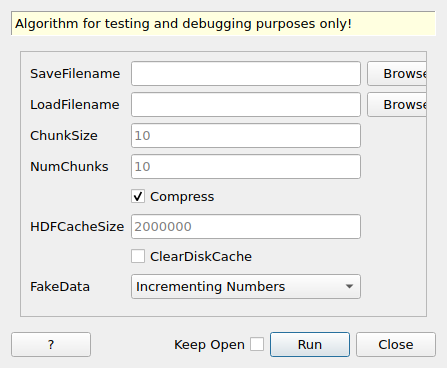 Algorithm for testing and debugging purposes only!
SaveFilename Browse
LoadFilename Browse
ChunkSize 10
NumChunks 10
Compress
HDFCacheSize 2000000
ClearDiskCache
FakeData Incrementing Numbers
? Keep Open Run Close